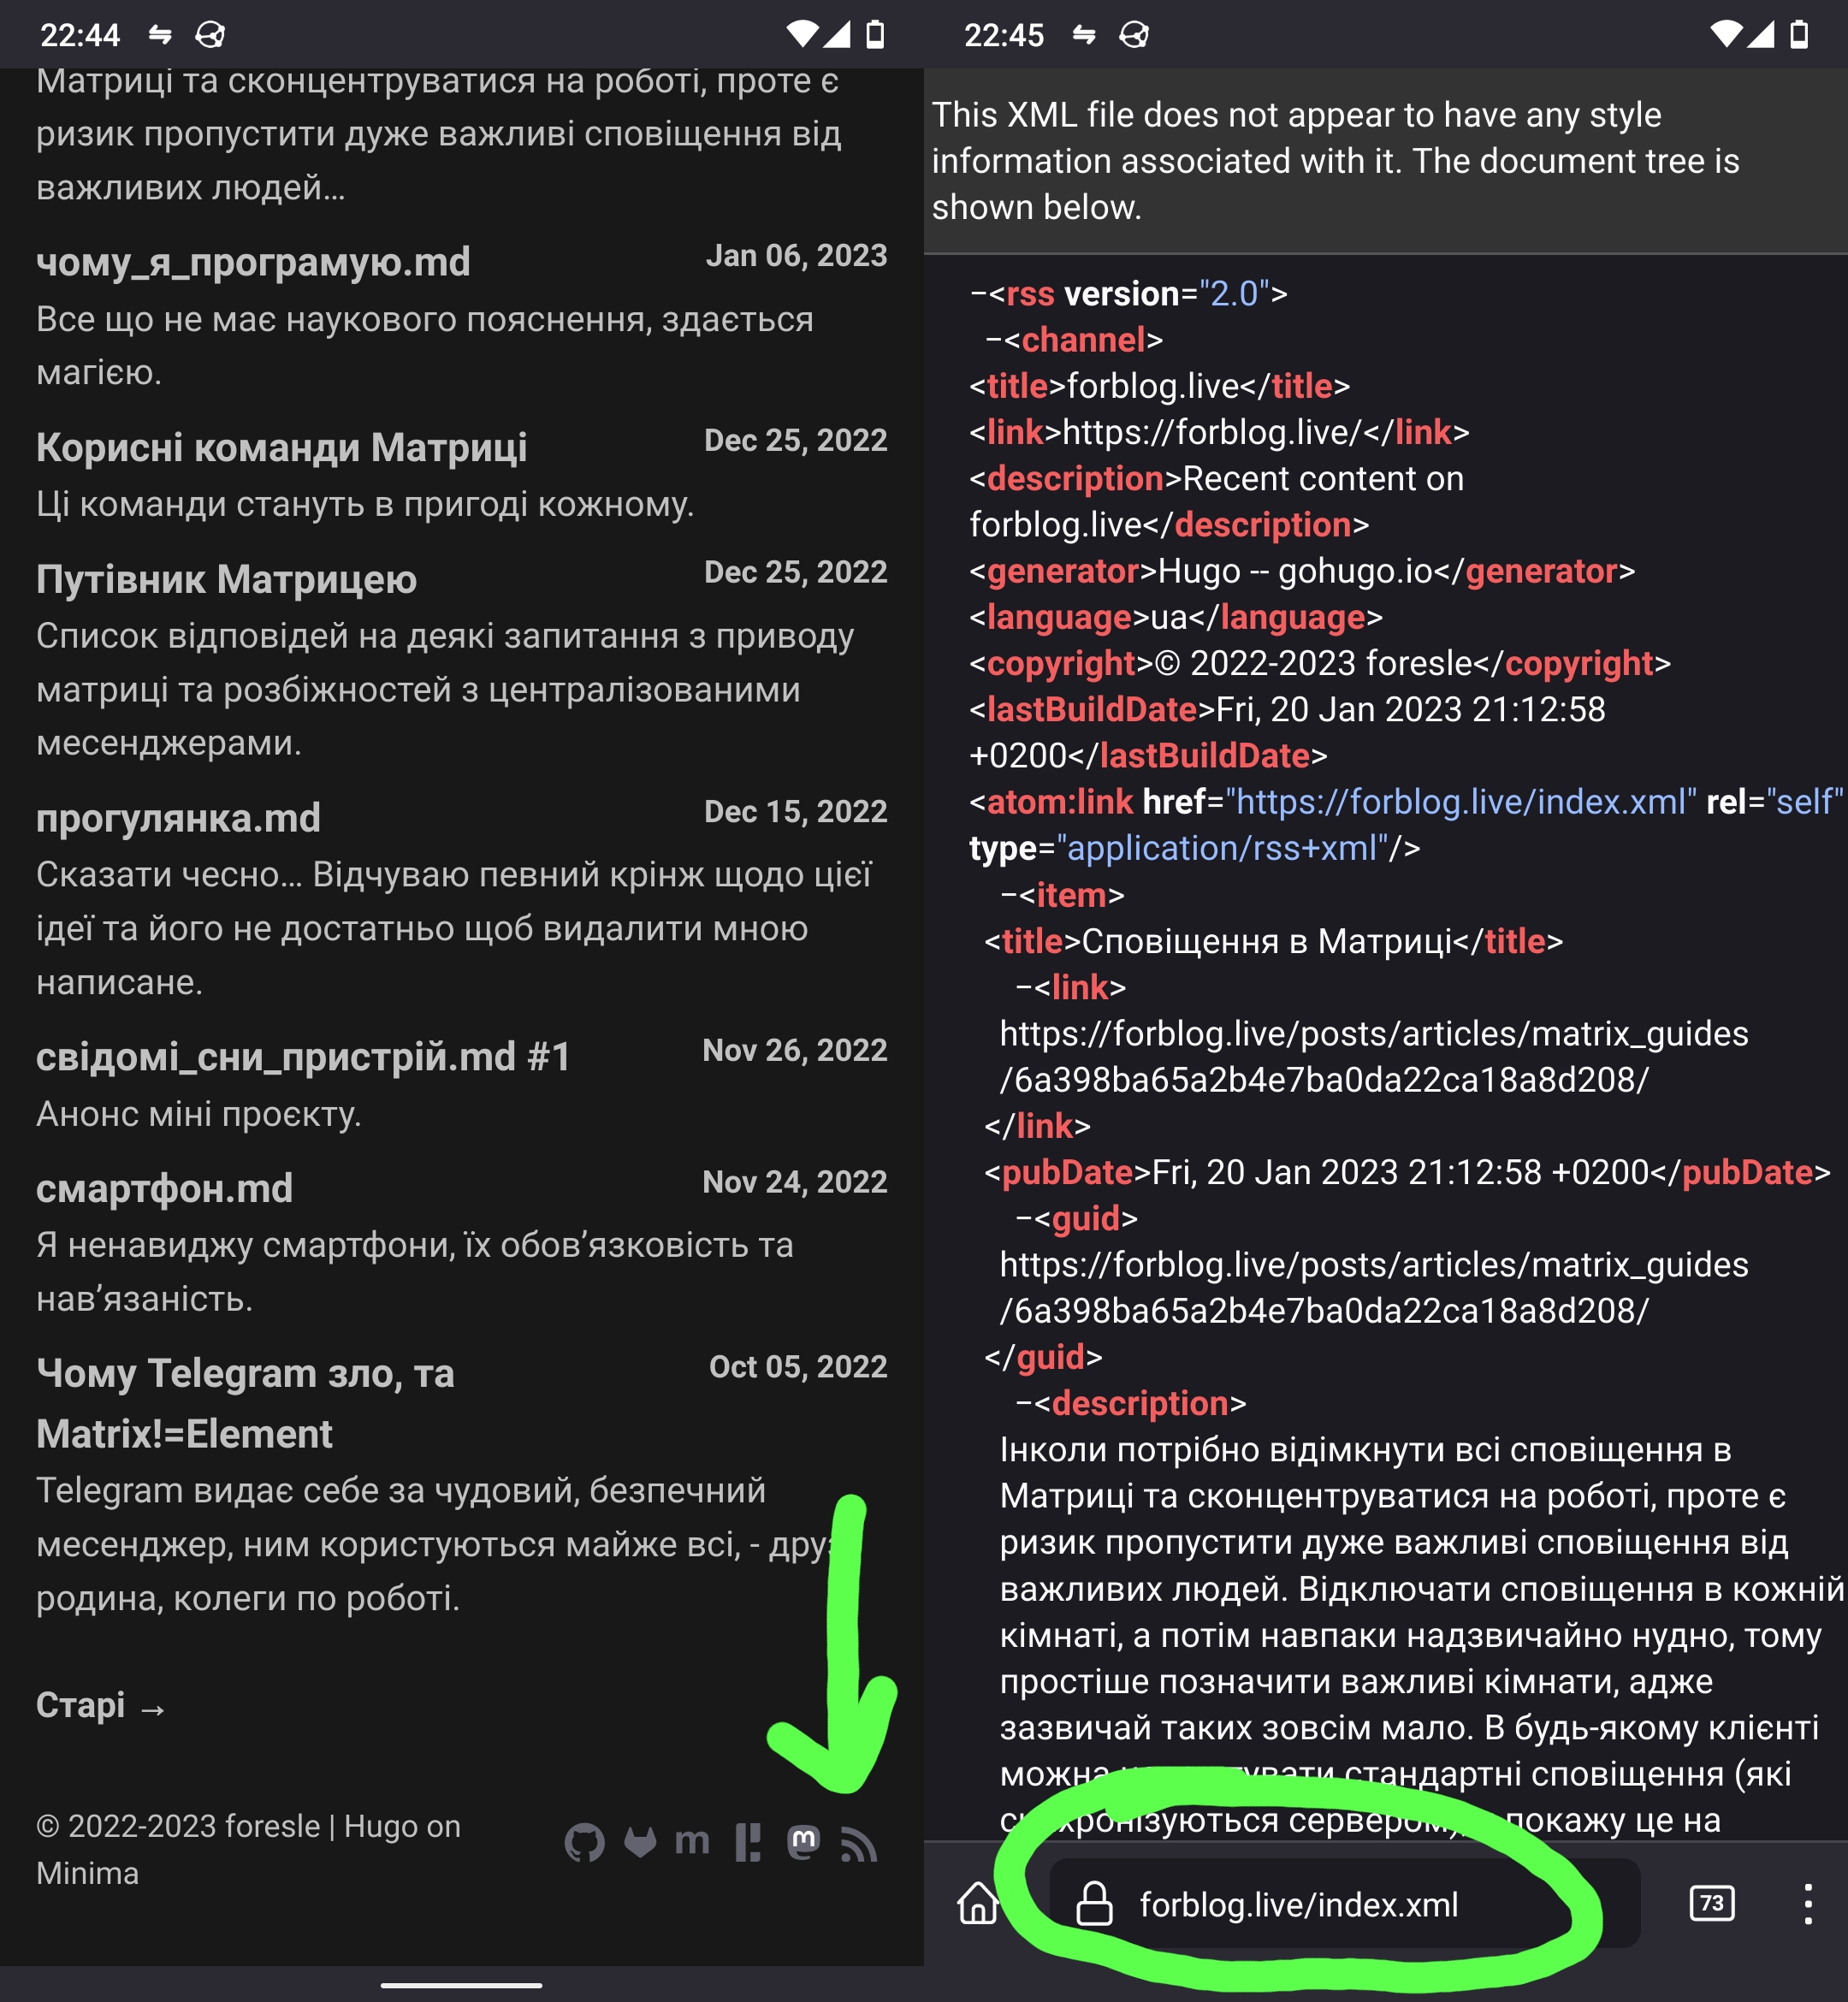 22:44
Матриці та сконцентруватися на роботі, проте є
ризик пропустити дуже важливі сповіщення від
важливих людей…
чому_я_програмую.md
Jan 06, 2023
Все що не має наукового пояснення, здається
магією.
Корисні команди Матриці
Dec 25, 2022
Ці команди стануть в пригоді кожному.
Путівник Матрицею
Dec 25, 2022
Список відповідей на деякі запитання з приводу
матриці та розбіжностей з централізованими
месенджерами.
прогулянка.md
Dec 15, 2022
Сказати чесно… Відчуваю певний крінж щодо цієї
ідеї та його не достатньо щоб видалити мною
написане.
свідомі_сни_пристрій.md #1
Nov 26, 2022
Анонс міні проєкту.
смартфон.md
Nov 24, 2022
Я ненавиджу смартфони, їх обов’язковість та
нав’язаність.
Чому Telegram зло, та
Matrix!=Element
Oct 05, 2022
Telegram видає себе за чудовий, безпечний
месенджер, ним користуються майже всі, -
родина, колеги по роботі.
Старі →
© 2022-2023 foresle | Hugo on
Minima
22:45
This XML file does not appear to have any style
information associated with it. The document tree is
shown below.
−<rss version="2.0">
−<channel>
<title>forblog.live</title>
<link>https://forblog.live/</link>
<description>Recent content on
forblog.live</description>
<generator>Hugo -- gohugo.io</generator>
<language>ua</language>
<copyright>© 2022-2023 foresle</copyright>
<lastBuildDate>Fri, 20 Jan 2023 21:12:58
+0200</lastBuildDate>
<atom:link href="https://forblog.live/index.xml" rel="self"
type="application/rss+xml"/>
−<item>
<title>Сповіщення в Матриці</title>
−<link>
https://forblog.live/posts/articles/matrix_guides
/6a398ba65a2b4e7ba0da22ca18a8d208/
</link>
<pubDate>Fri, 20 Jan 2023 21:12:58 +0200</pubDate>
−<guid>
https://forblog.live/posts/articles/matrix_guides
/6a398ba65a2b4e7ba0da22ca18a8d208/
</guid>
−<description>
Інколи потрібно відімкнути всі сповіщення в
Матриці та сконцентруватися на роботі, проте є
ризик пропустити дуже важливі сповіщення від
важливих людей. Відключати сповіщення в кожній
кімнаті, а потім навпаки надзвичайно нудно, тому
простіше позначити важливі кімнати, адже
зазвичай таких зовсім мало. В будь-якому клієнті
можна стандартні сповіщення (які
синхронізуються сервером), покажу це на
forblog.live/index.xml
73